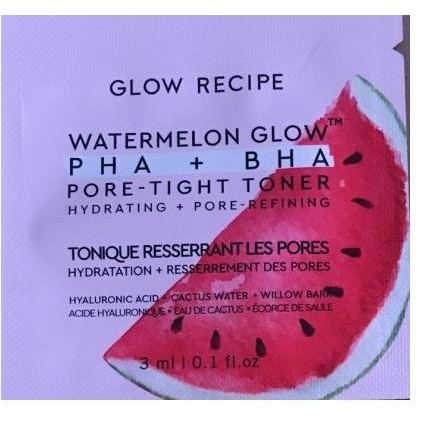 GLOW RECIPE
WATERMELON GLOW™
PHA + BHA
PORE-TIGHT TONER
HYDRATING + PORE-REFINING
TONIQUE RESSERRANT LES PORES
HYDRATATION + RESSERREMENT DES PORES
HYALURONIC ACID • CACTUS WATER • WILLOW BARK
ACIDE HYALURONIQUE • EAU DE CACTUS • ÉCORCE DE SAULE
3 ml | 0.1 fl.oz